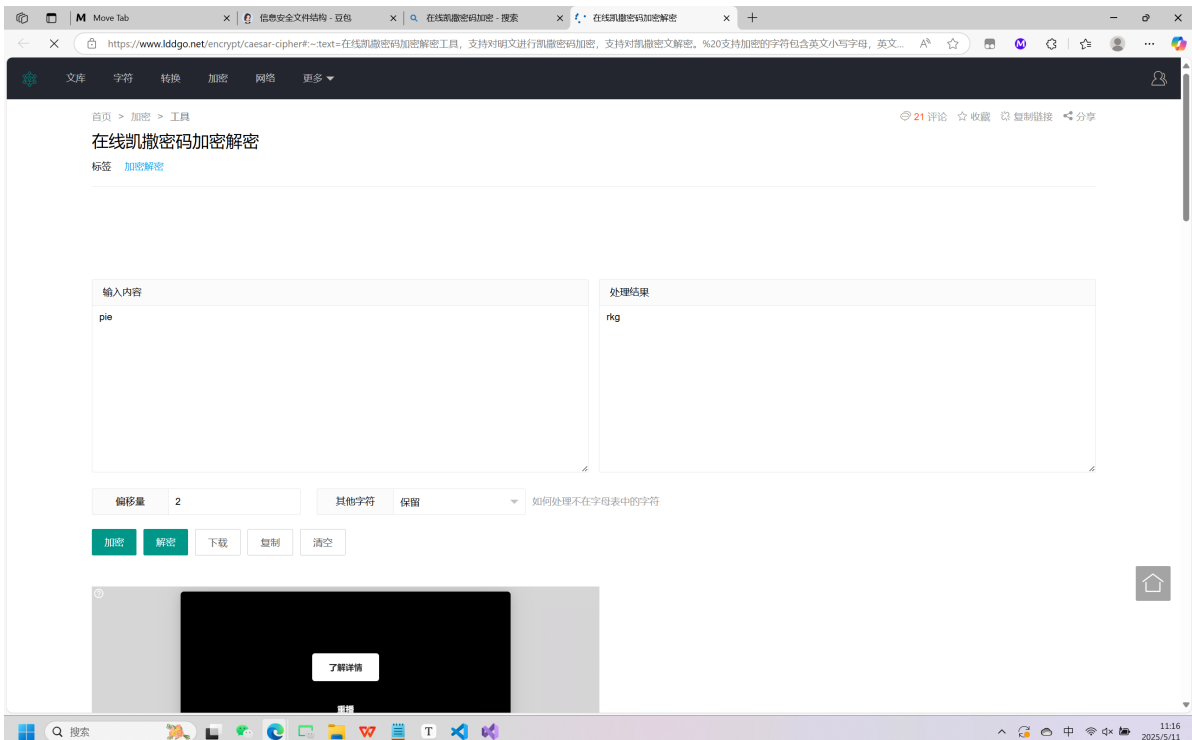 Move Tab
信息安全文件结构 - 豆包
在线凯撒密码加密 - 搜索
在线凯撒密码加密解密
https://www.lddgo.net/encrypt/caesar-cipher#:~:text=在线凯撒密码加密解密工具，支持对明文进行凯撒密码加密，支持对凯撒密文解密。%20支持加密的字符包含英文小写字母，英文...
文库 字符 转换 加密 网络 更多
首页 > 加密 > 工具
21 评论 收藏 复制链接 分享
在线凯撒密码加密解密
标签 加密解密
输入内容
pie
处理结果
rkg
偏移量 2 其他字符 保留 如何处理不在字母表中的字符
加密 解密 下载 复制 清空
了解详情
重播
搜索
中
11:16
2025/5/11